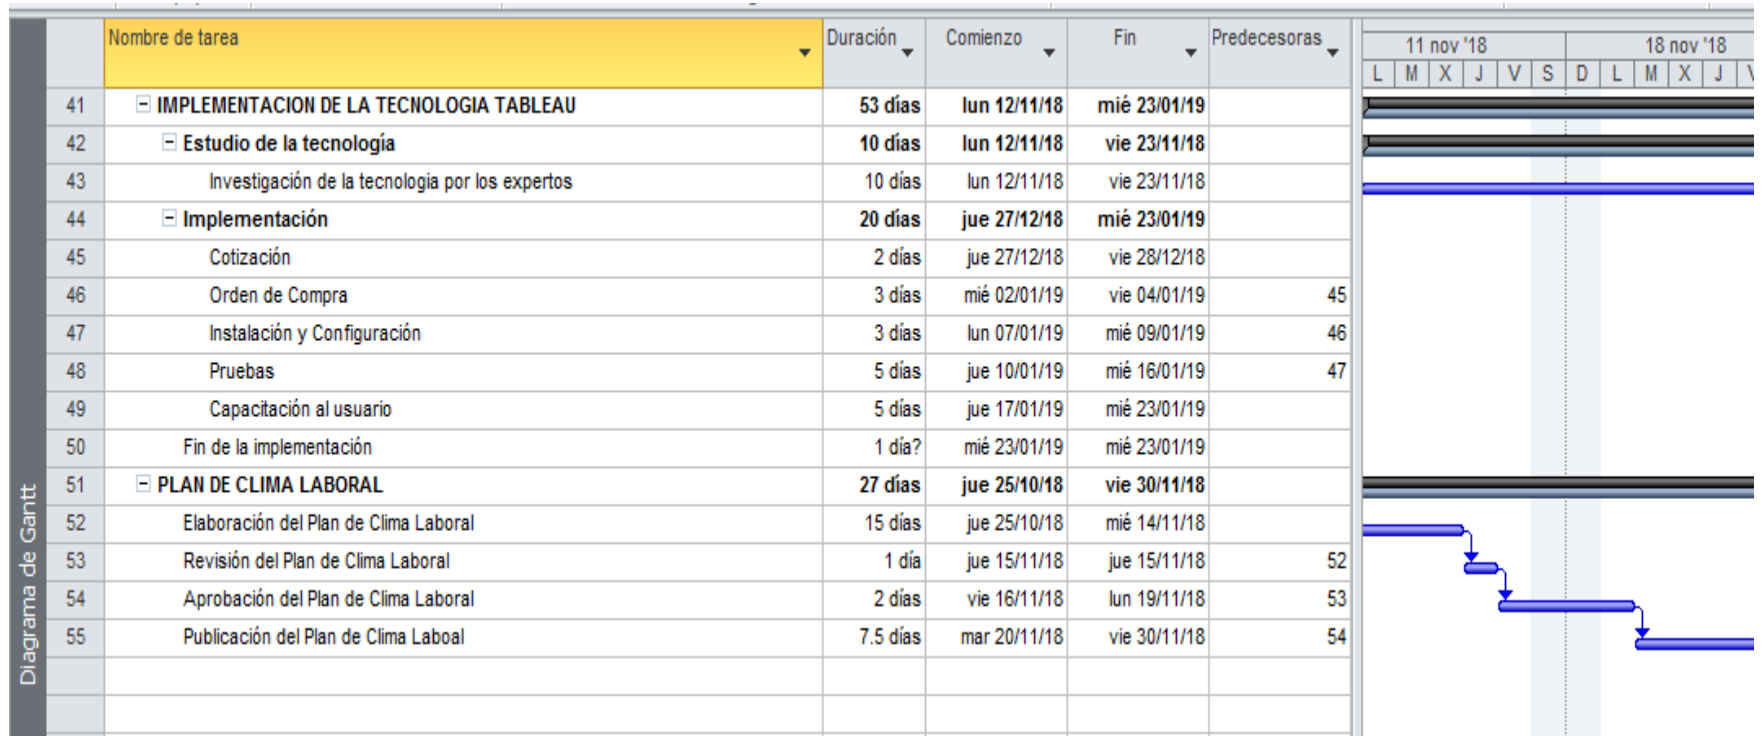 Nombre de tarea Duración Comienzo Fin Predecesoras 11 nov '18 18 nov '18
L M X J V S D L M X J V
41 IMPLEMENTACION DE LA TECNOLOGIA TABLEAU 53 días lun 12/11/18 mié 23/01/19
42 Estudio de la tecnología 10 días lun 12/11/18 vie 23/11/18
43 Investigación de la tecnologia por los expertos 10 días lun 12/11/18 vie 23/11/18
44 Implementación 20 días jue 27/12/18 mié 23/01/19
45 Cotización 2 días jue 27/12/18 vie 28/12/18
46 Orden de Compra 3 días mié 02/01/19 vie 04/01/19 45
47 Instalación y Configuración 3 días lun 07/01/19 mié 09/01/19 46
48 Pruebas 5 días jue 10/01/19 mié 16/01/19 47
49 Capacitación al usuario 5 días jue 17/01/19 mié 23/01/19
50 Fin de la implementación 1 día? mié 23/01/19 mié 23/01/19
51 PLAN DE CLIMA LABORAL 27 días jue 25/10/18 vie 30/11/18
52 Elaboración del Plan de Clima Laboral 15 días jue 25/10/18 mié 14/11/18
53 Revisión del Plan de Clima Laboral 1 día jue 15/11/18 jue 15/11/18 52
54 Aprobación del Plan de Clima Laboral 2 días vie 16/11/18 lun 19/11/18 53
55 Publicación del Plan de Clima Laboal 7.5 días mar 20/11/18 vie 30/11/18 54
Diagrama de Gantt